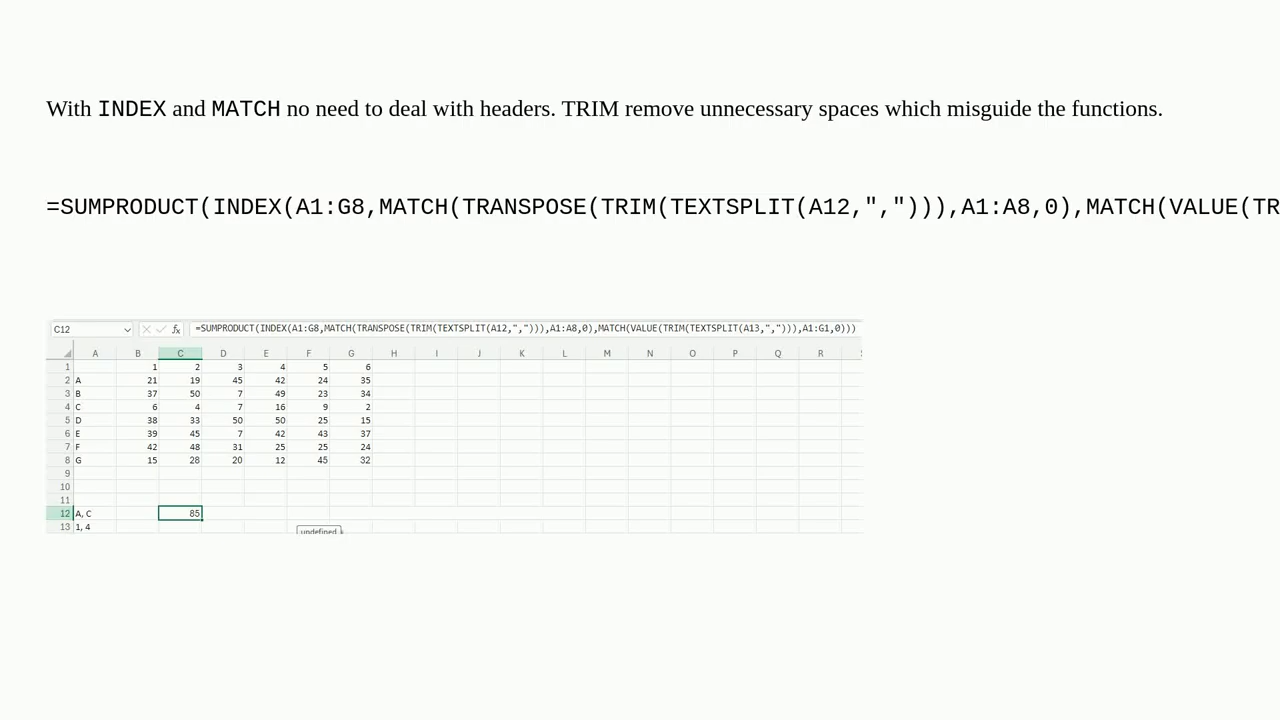 With INDEX and MATCH no need to deal with headers. TRIM remove unnecessary spaces which misguide the functions.
=SUMPRODUCT(INDEX(A1:G8,MATCH(TRANSPOSE(TRIM(TEXTSPLIT(A12,","))),A1:A8,0),MATCH(VALUE(TR
C12 fx =SUMPRODUCT(INDEX(A1:G8,MATCH(TRANSPOSE(TRIM(TEXTSPLIT(A12,","))),A1:A8,0),MATCH(VALUE(TRIM(TEXTSPLIT(A13,","))),A1:G1,0)))
A B C D E F G H I J K L M N O P Q R
1 1 2 3 4 5 6
2 A 21 19 45 42 24 35
3 B 37 50 7 49 23 34
4 C 6 4 7 16 9 2
5 D 38 33 50 50 25 15
6 E 39 45 7 42 43 37
7 F 42 48 31 25 25 24
8 G 15 28 20 12 45 32
9
10
11
12 A, C 85
13 1, 4 undefined